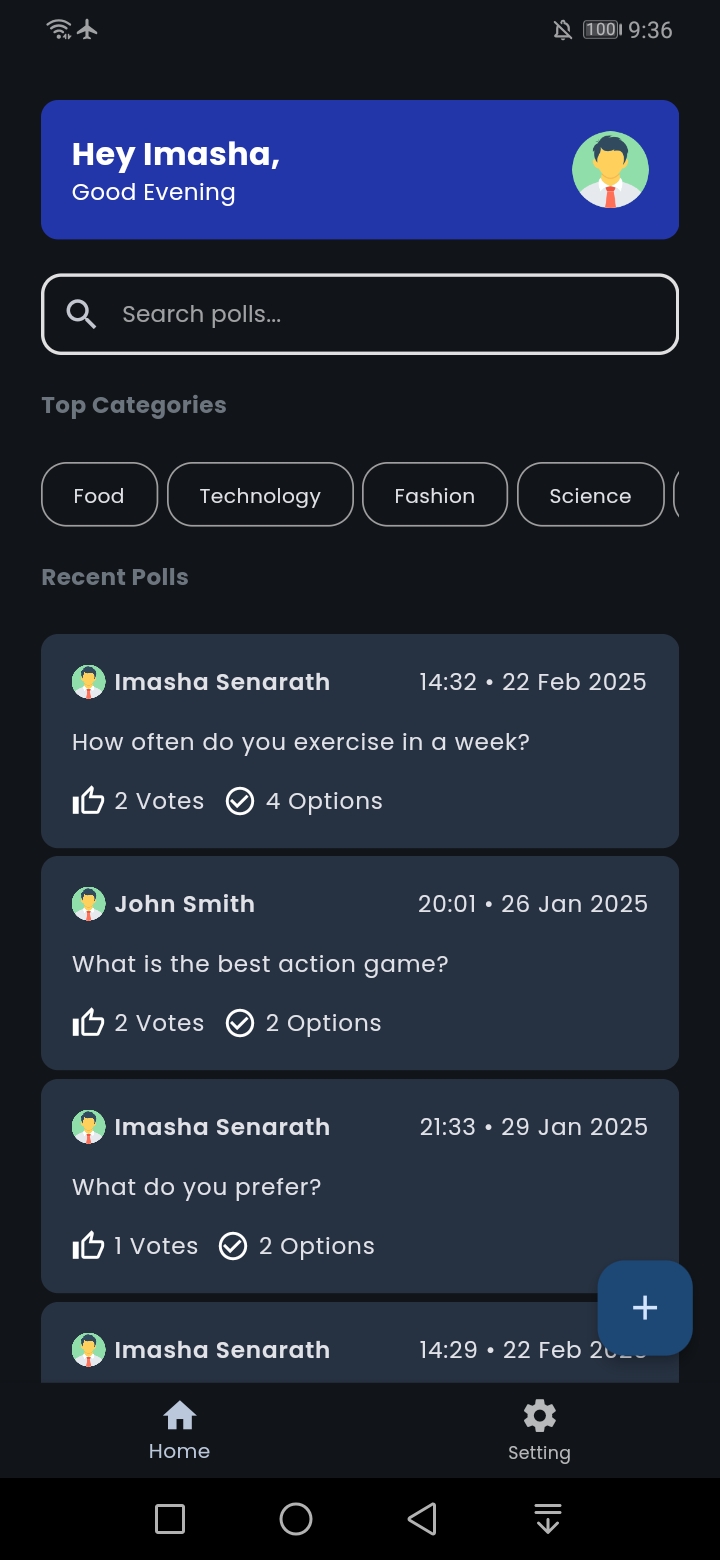 100 9:36
Hey Imasha,
Good Evening
Search polls...
Top Categories
Food Technology Fashion Science
Recent Polls
Imasha Senarath 14:32 • 22 Feb 2025
How often do you exercise in a week?
2 Votes 4 Options
John Smith 20:01 • 26 Jan 2025
What is the best action game?
2 Votes 2 Options
Imasha Senarath 21:33 • 29 Jan 2025
What do you prefer?
1 Votes 2 Options
Imasha Senarath 14:29 • 22 Feb
Home Setting